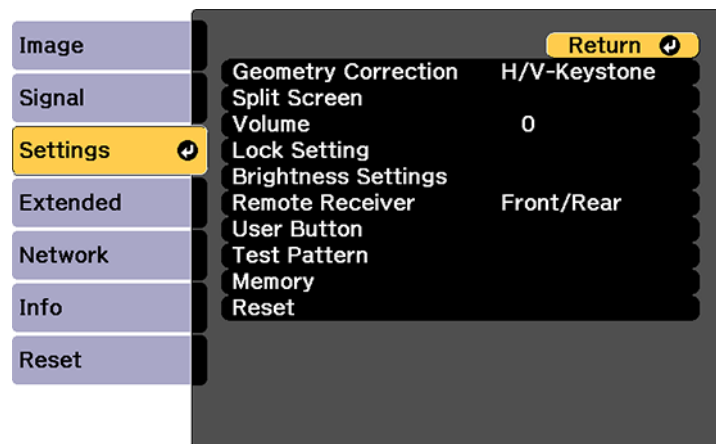 Image
Signal
Settings
Extended
Network
Info
Reset
Return
Geometry Correction H/V-Keystone
Split Screen
Volume 0
Lock Setting
Brightness Settings
Remote Receiver Front/Rear
User Button
Test Pattern
Memory
Reset